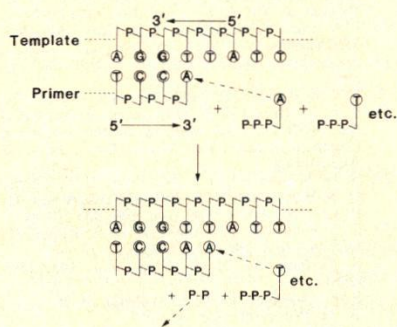 3′ ← 5′
P P P P P P P
Template
A G G T T A T T
T C C A
Primer P P P A T
+ + etc.
P-P-P P-P-P
5′ → 3′
P P P P P P P
A G G T T A T T
T C C A A
P P P P T etc.
+ P-P + P-P-P